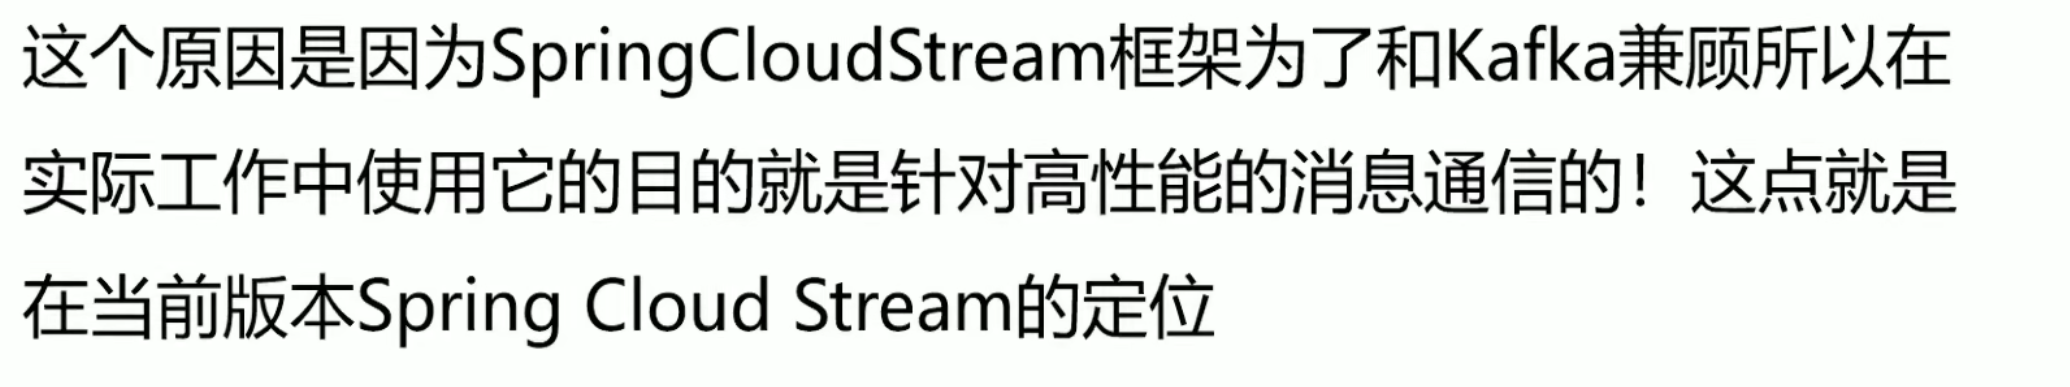 这个原因是因为SpringCloudStream框架为了和Kafka兼顾所以在
实际工作中使用它的目的就是针对高性能的消息通信的！这点就是
在当前版本Spring Cloud Stream的定位